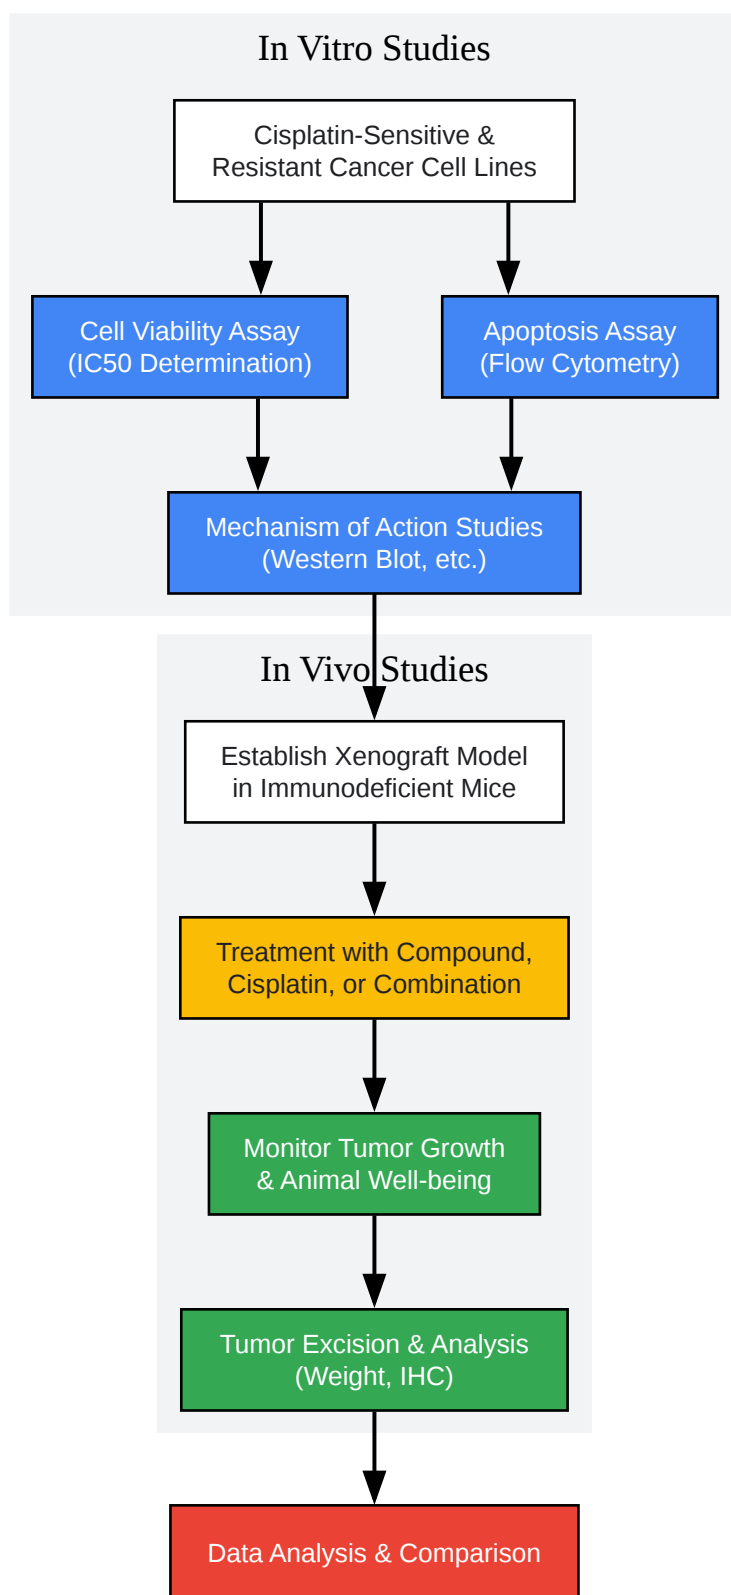 In Vitro Studies
Cisplatin-Sensitive &
Resistant Cancer Cell Lines
Cell Viability Assay
(IC50 Determination)
Apoptosis Assay
(Flow Cytometry)
Mechanism of Action Studies
(Western Blot, etc.)
In Vivo Studies
Establish Xenograft Model
in Immunodeficient Mice
Treatment with Compound,
Cisplatin, or Combination
Monitor Tumor Growth
& Animal Well-being
Tumor Excision & Analysis
(Weight, IHC)
Data Analysis & Comparison